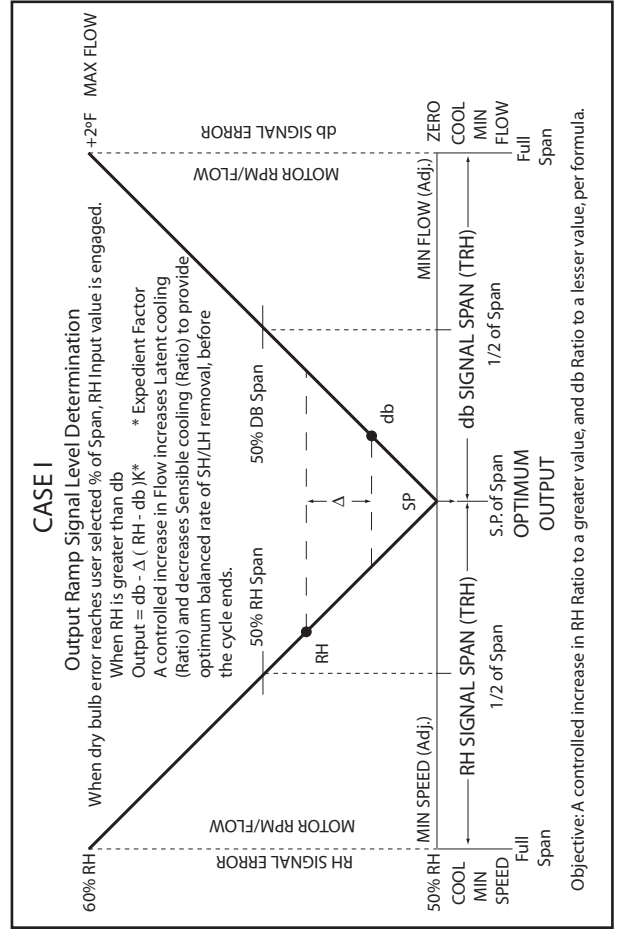 CASE I
Output Ramp Signal Level Determination
When dry bulb error reaches user selected % of Span, RH Input value is engaged.
When RH is greater than db
Output = db - Δ ( RH - db )K* * Expedient Factor
A controlled increase in Flow increases Latent cooling
(Ratio) and decreases Sensible cooling (Ratio) to provide
optimum balanced rate of SH/LH removal, before
the cycle ends.
60% RH
+2ºF MAX FLOW
RH SIGNAL ERROR
MOTOR RPM/FLOW
MOTOR RPM/FLOW
db SIGNAL ERROR
50% RH Span
50% DB Span
RH
Δ
db
SP
50% RH
MIN SPEED (Adj.)
MIN FLOW (Adj.)
ZERO
COOL
MIN
SPEED
RH SIGNAL SPAN (TRH)
1/2 of Span
S.P. of Span
OPTIMUM
OUTPUT
db SIGNAL SPAN (TRH)
1/2 of Span
COOL
MIN
FLOW
Full
Span
Full
Span
Objective: A controlled increase in RH Ratio to a greater value, and db Ratio to a lesser value, per formula.